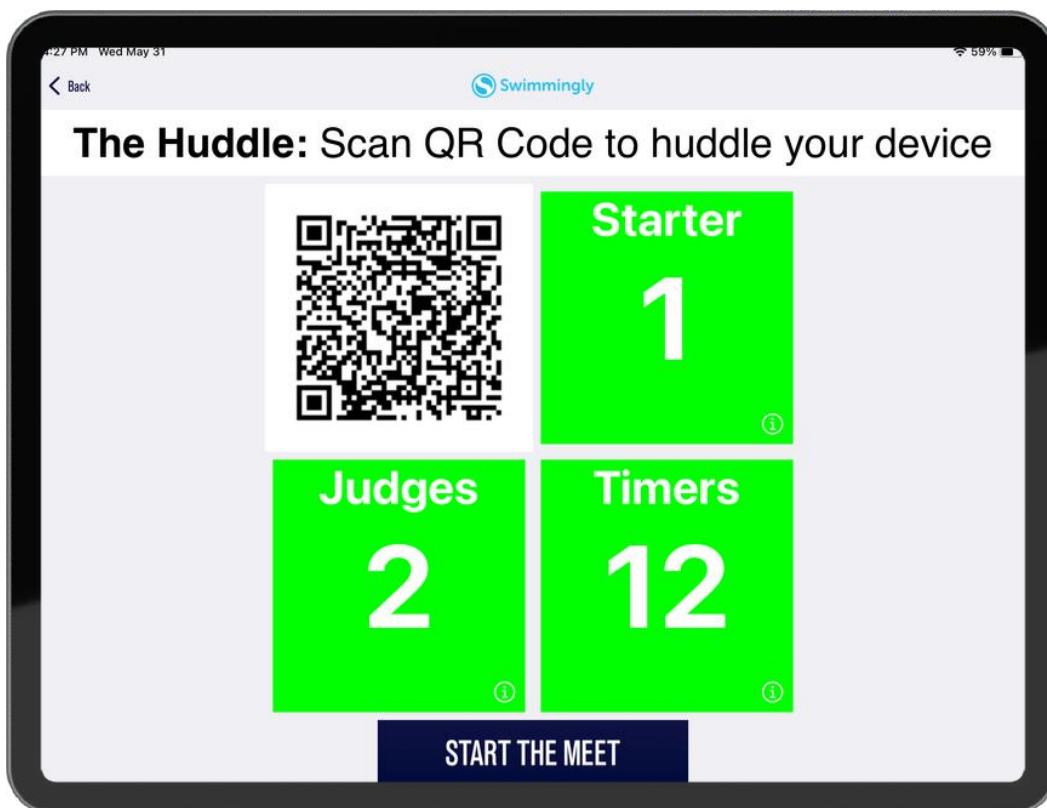 4:27 PM Wed May 31
59%
Back
Swimmingly
The Huddle: Scan QR Code to huddle your device
Starter
1
Judges
2
Timers
12
START THE MEET